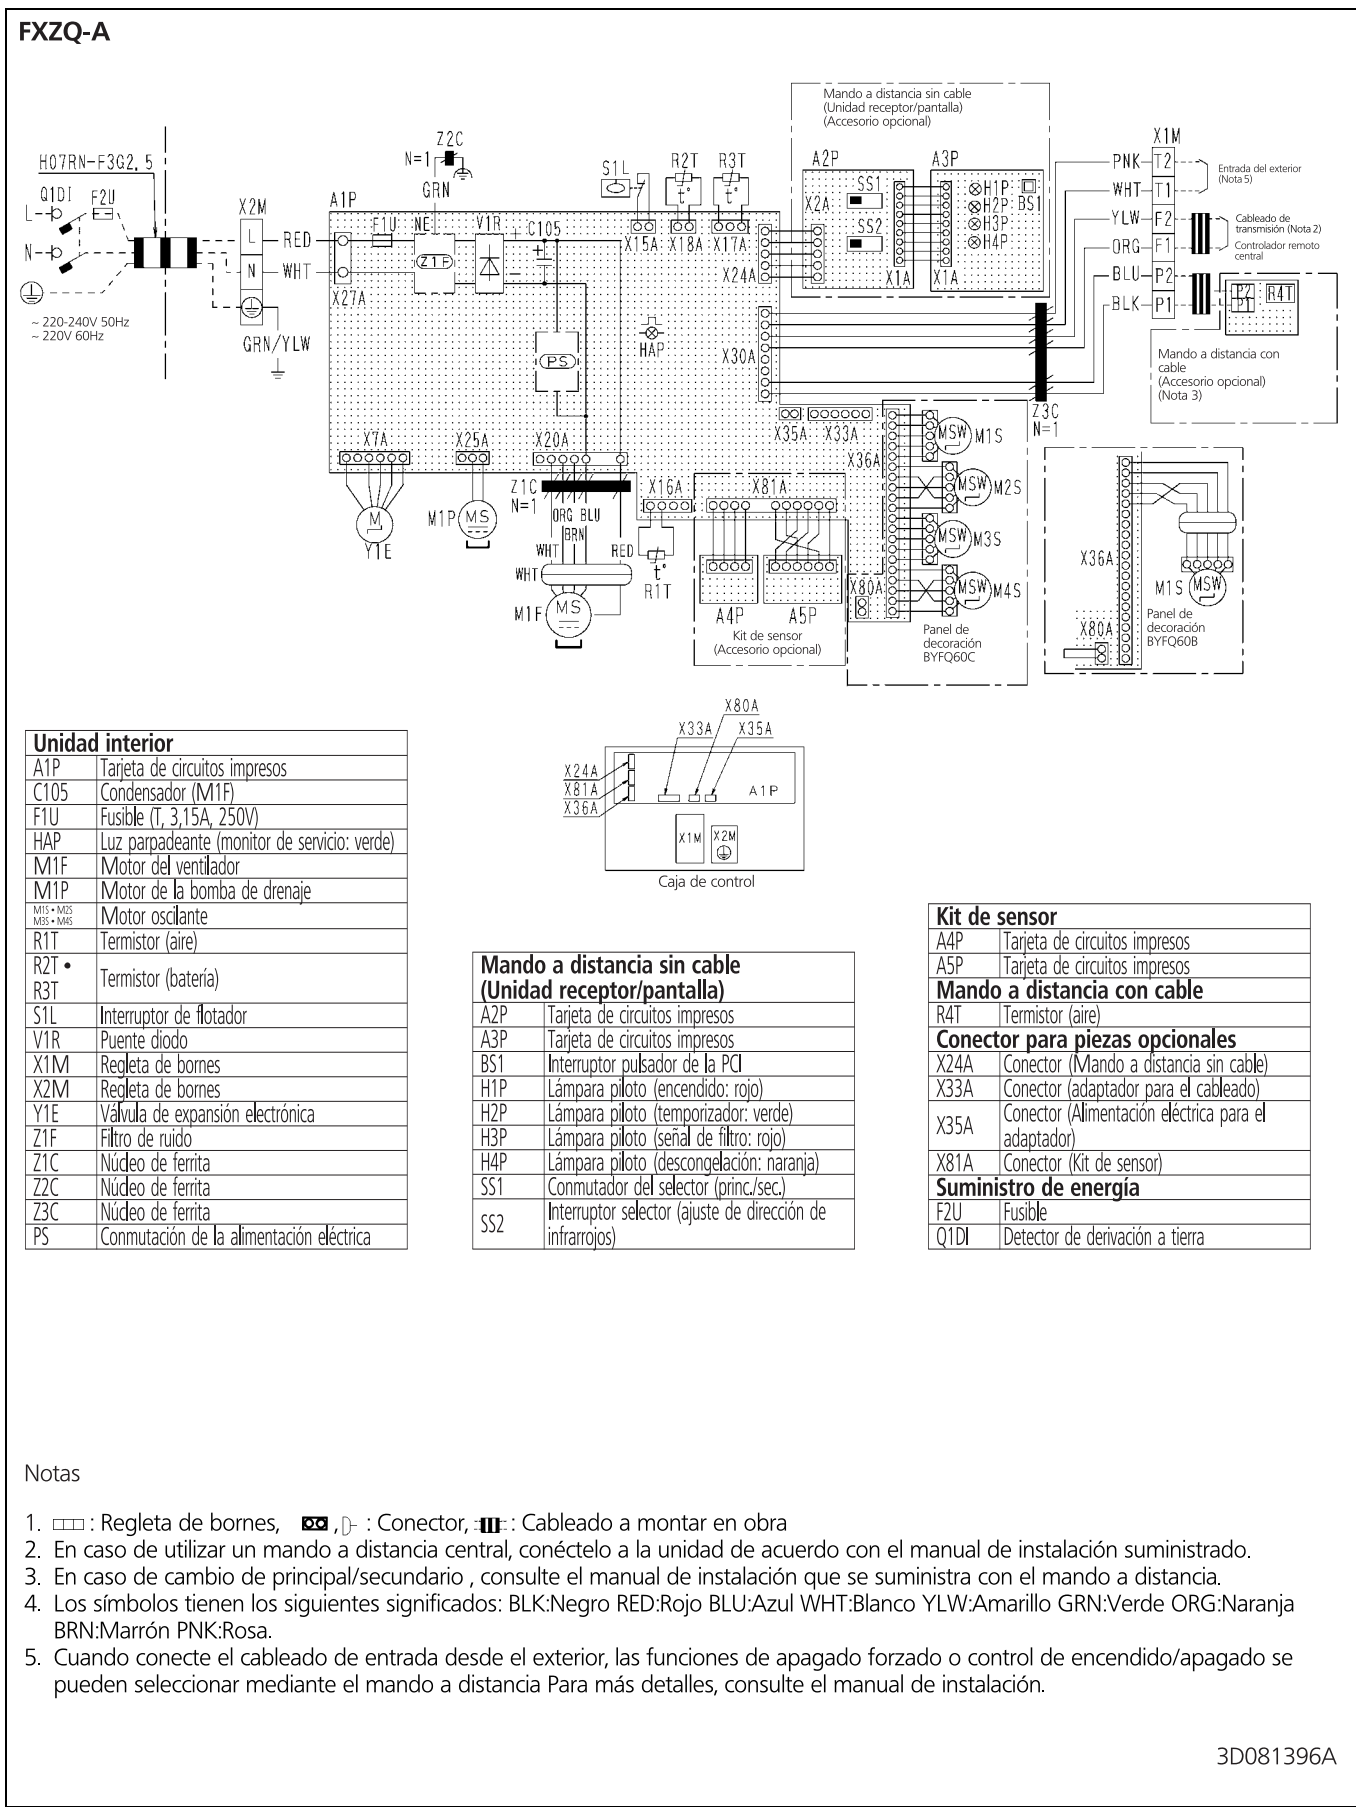 FXZQ-A
Mando a distancia sin cable
(Unidad receptor/pantalla)
(Accesorio opcional)
H07RN-F3G2,5
Q1DI
F2U
L
N
~ 220-240V 50Hz
~ 220V 60Hz
X2M
L
N
RED
WHT
GRN/YLW
Z2C
N=1
GRN
A1P
F1U
NE
V1R
C105
+
+
−
Z1F
X27A
PS
HAP
S1L
R2T
R3T
t°
t°
X15A
X18A
X17A
X24A
X30A
A2P
X2A
SS1
SS2
X1A
A3P
H1P
H2P
H3P
H4P
BS1
X1A
X1M
PNK
T2
WHT
T1
YLW
F2
ORG
F1
BLU
P2
BLK
P1
Entrada del exterior
(Nota 5)
Cableado de
transmisión (Nota 2)
Controlador remoto
central
P2
P1
R4T
Mando a distancia con
cable
(Accesorio opcional)
(Nota 3)
Z3C
N=1
X35A
X33A
X7A
X25A
X20A
M
Y1E
M1P
MS
Z1C
N=1
ORG
BLU
BRN
WHT
RED
WHT
M1F
MS
X16A
t°
R1T
X81A
A4P
A5P
Kit de sensor
(Accesorio opcional)
X36A
MSW
M1S
MSW
M2S
MSW
M3S
MSW
M4S
X80A
Panel de
decoración
BYFQ60C
X36A
X80A
M1S
MSW
Panel de
decoración
BYFQ60B
X80A
X33A
X35A
X24A
X81A
X36A
A1P
X1M
X2M
Caja de control
Unidad interior
A1P Tarjeta de circuitos impresos
C105 Condensador (M1F)
F1U Fusible (T, 3,15A, 250V)
HAP Luz parpadeante (monitor de servicio: verde)
M1F Motor del ventilador
M1P Motor de la bomba de drenaje
M1S • M2S
M3S • M4S Motor oscilante
R1T Termistor (aire)
R2T •
R3T Termistor (batería)
S1L Interruptor de flotador
V1R Puente diodo
X1M Regleta de bornes
X2M Regleta de bornes
Y1E Válvula de expansión electrónica
Z1F Filtro de ruido
Z1C Núcleo de ferrita
Z2C Núcleo de ferrita
Z3C Núcleo de ferrita
PS Conmutación de la alimentación eléctrica
Mando a distancia sin cable
(Unidad receptor/pantalla)
A2P Tarjeta de circuitos impresos
A3P Tarjeta de circuitos impresos
BS1 Interruptor pulsador de la PCI
H1P Lámpara piloto (encendido: rojo)
H2P Lámpara piloto (temporizador: verde)
H3P Lámpara piloto (señal de filtro: rojo)
H4P Lámpara piloto (descongelación: naranja)
SS1 Conmutador del selector (princ./sec.)
SS2 Interruptor selector (ajuste de dirección de
infrarrojos)
Kit de sensor
A4P Tarjeta de circuitos impresos
A5P Tarjeta de circuitos impresos
Mando a distancia con cable
R4T Termistor (aire)
Conector para piezas opcionales
X24A Conector (Mando a distancia sin cable)
X33A Conector (adaptador para el cableado)
X35A Conector (Alimentación eléctrica para el
adaptador)
X81A Conector (Kit de sensor)
Suministro de energía
F2U Fusible
Q1DI Detector de derivación a tierra
Notas
1. : Regleta de bornes, , : Conector, : Cableado a montar en obra
2. En caso de utilizar un mando a distancia central, conéctelo a la unidad de acuerdo con el manual de instalación suministrado.
3. En caso de cambio de principal/secundario , consulte el manual de instalación que se suministra con el mando a distancia.
4. Los símbolos tienen los siguientes significados: BLK:Negro RED:Rojo BLU:Azul WHT:Blanco YLW:Amarillo GRN:Verde ORG:Naranja
BRN:Marrón PNK:Rosa.
5. Cuando conecte el cableado de entrada desde el exterior, las funciones de apagado forzado o control de encendido/apagado se
pueden seleccionar mediante el mando a distancia Para más detalles, consulte el manual de instalación.
3D081396A